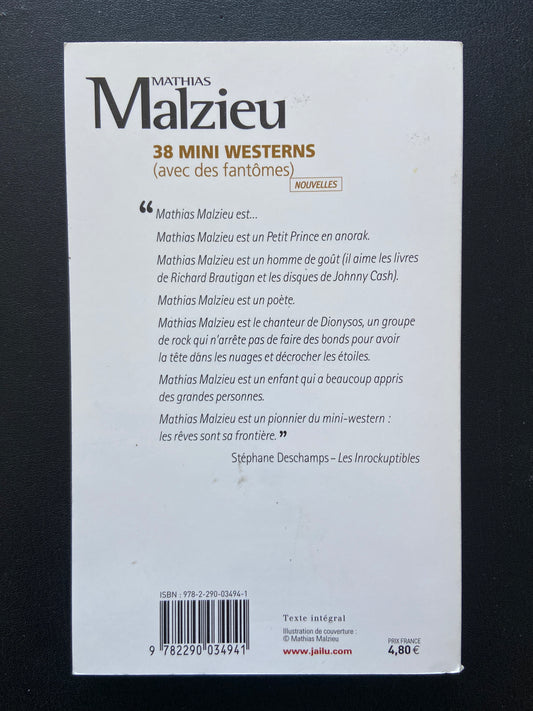 MATHIAS
Malzieu
38 MINI WESTERNS
(avec des fantômes)
NOUVELLES
“ Mathias Malzieu est...
Mathias Malzieu est un Petit Prince en anorak.
Mathias Malzieu est un homme de goût (il aime les livres
de Richard Brautigan et les disques de Johnny Cash).
Mathias Malzieu est un poète.
Mathias Malzieu est le chanteur de Dionysos, un groupe
de rock qui n'arrête pas de faire des bonds pour avoir
la tête dans les nuages et décrocher les étoiles.
Mathias Malzieu est un enfant qui a beaucoup appris
des grandes personnes.
Mathias Malzieu est un pionnier du mini-western :
les rêves sont sa frontière. ”
Stéphane Deschamps – Les Inrockuptibles
ISBN : 978-2-290-03494-1
9 782290 034941
Texte intégral
Illustration de couverture :
© Mathias Malzieu
www.jailu.com
PRIX FRANCE
4,80 €